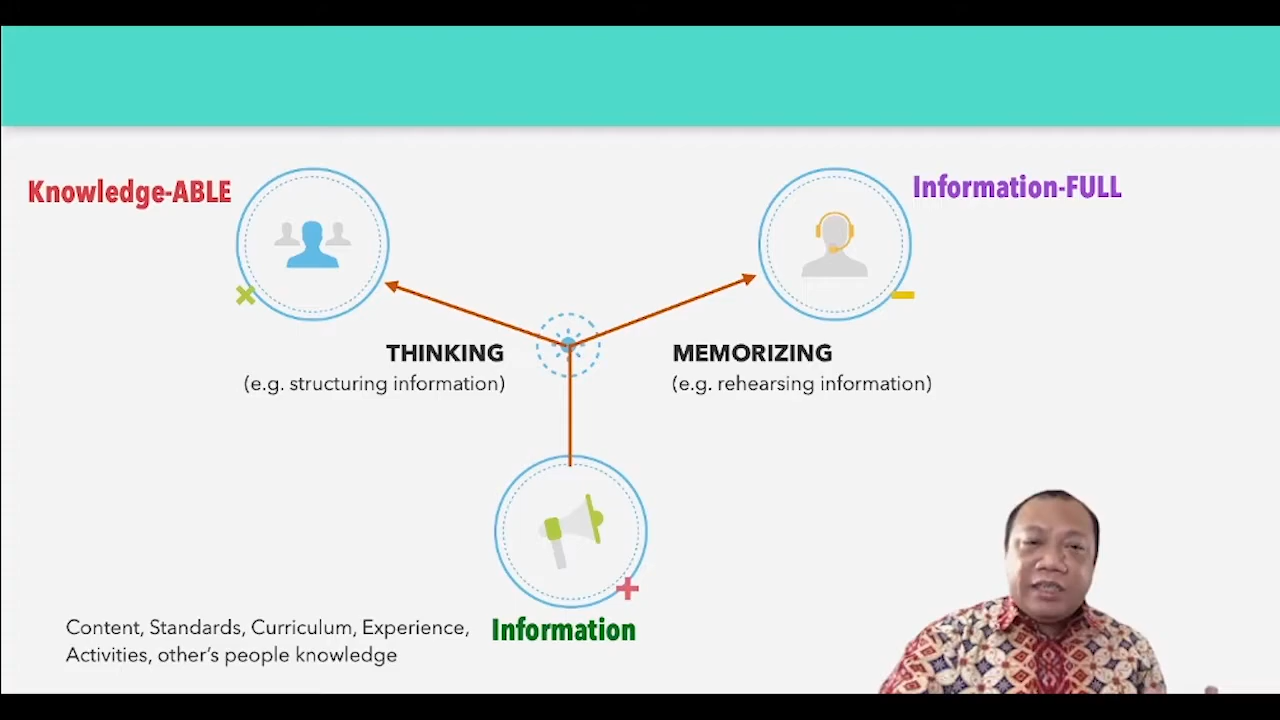 Knowledge-ABLE
Information-FULL
THINKING
(e.g. structuring information)
MEMORIZING
(e.g. rehearsing information)
Content, Standards, Curriculum, Experience,
Activities, other's people knowledge
Information